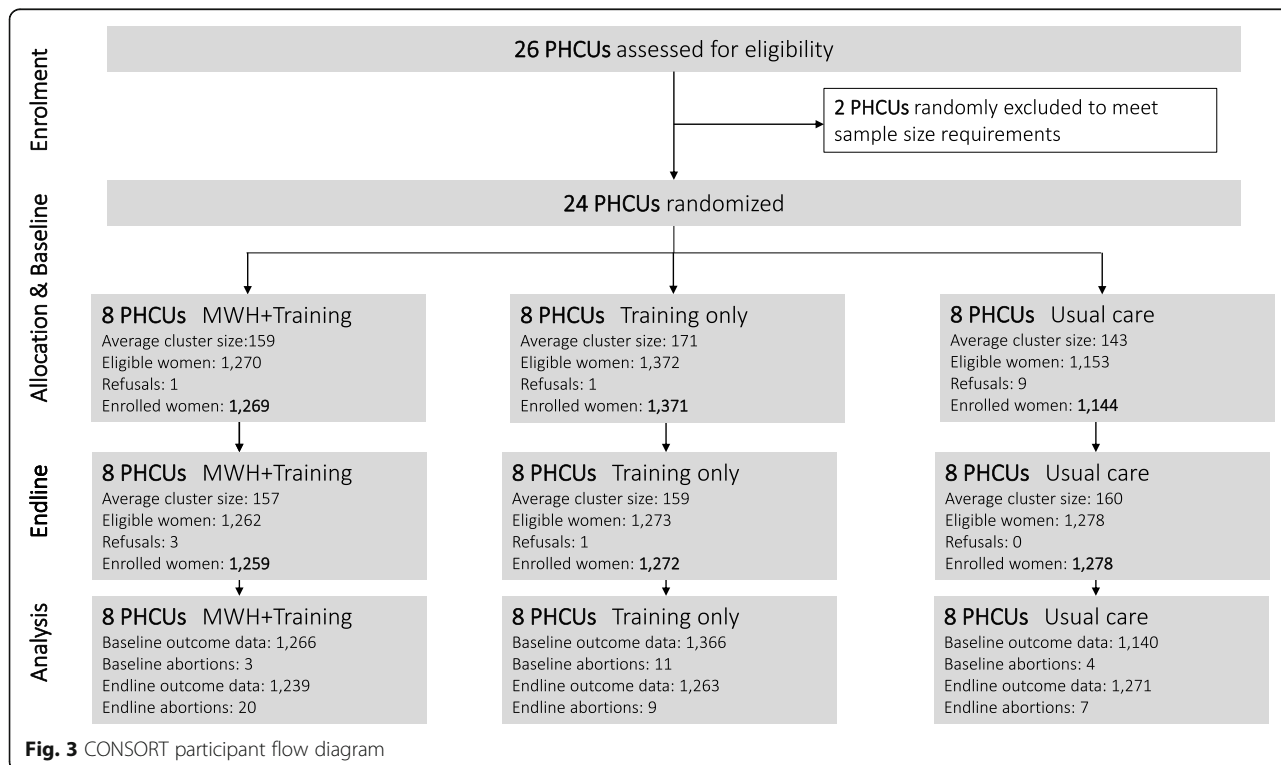 Enrolment
26 PHCUs assessed for eligibility
2 PHCUs randomly excluded to meet
sample size requirements
Allocation & Baseline
24 PHCUs randomized
8 PHCUs MWH+Training
Average cluster size:159
Eligible women: 1,270
Refusals: 1
Enrolled women: 1,269
8 PHCUs Training only
Average cluster size: 171
Eligible women: 1,372
Refusals: 1
Enrolled women: 1,371
8 PHCUs Usual care
Average cluster size: 143
Eligible women: 1,153
Refusals: 9
Enrolled women: 1,144
Endline
8 PHCUs MWH+Training
Average cluster size: 157
Eligible women: 1,262
Refusals: 3
Enrolled women: 1,259
8 PHCUs Training only
Average cluster size: 159
Eligible women: 1,273
Refusals: 1
Enrolled women: 1,272
8 PHCUs Usual care
Average cluster size: 160
Eligible women: 1,278
Refusals: 0
Enrolled women: 1,278
Analysis
8 PHCUs MWH+Training
Baseline outcome data: 1,266
Baseline abortions: 3
Endline outcome data: 1,239
Endline abortions: 20
8 PHCUs Training only
Baseline outcome data: 1,366
Baseline abortions: 11
Endline outcome data: 1,263
Endline abortions: 9
8 PHCUs Usual care
Baseline outcome data: 1,140
Baseline abortions: 4
Endline outcome data: 1,271
Endline abortions: 7
Fig. 3 CONSORT participant flow diagram